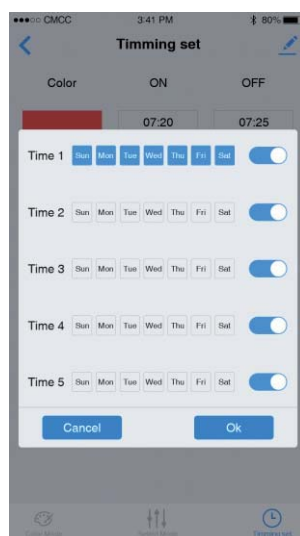 CMCC 3:41 PM 80%
Timming set
Color ON OFF
07:20 07:25
Time 1 Sun Mon Tue Wed Thu Fri Sat
Time 2 Sun Mon Tue Wed Thu Fri Sat
Time 3 Sun Mon Tue Wed Thu Fri Sat
Time 4 Sun Mon Tue Wed Thu Fri Sat
Time 5 Sun Mon Tue Wed Thu Fri Sat
Cancel Ok
Timming set